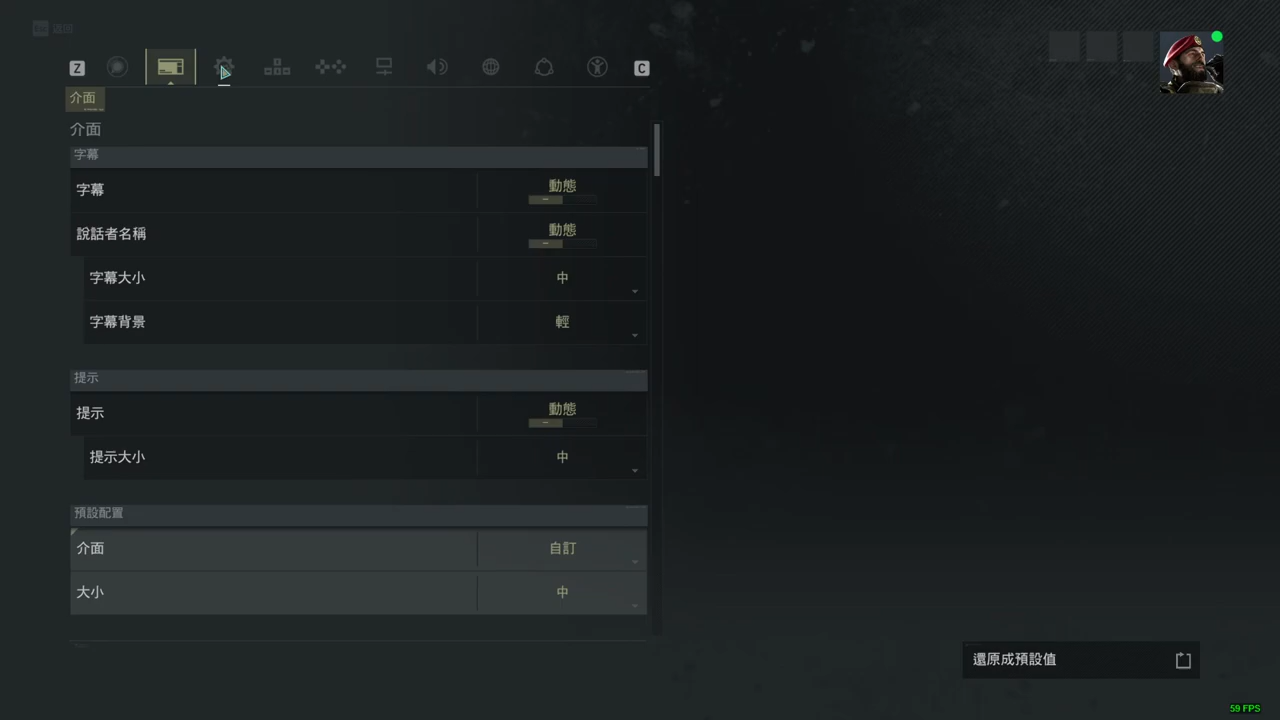 Esc 返回
Z
C
介面
介面
字幕
字幕 動態
說話者名稱 動態
字幕大小 中
字幕背景 輕
提示
提示 動態
提示大小 中
預設配置
介面 自訂
大小 中
還原成預設值
59 FPS